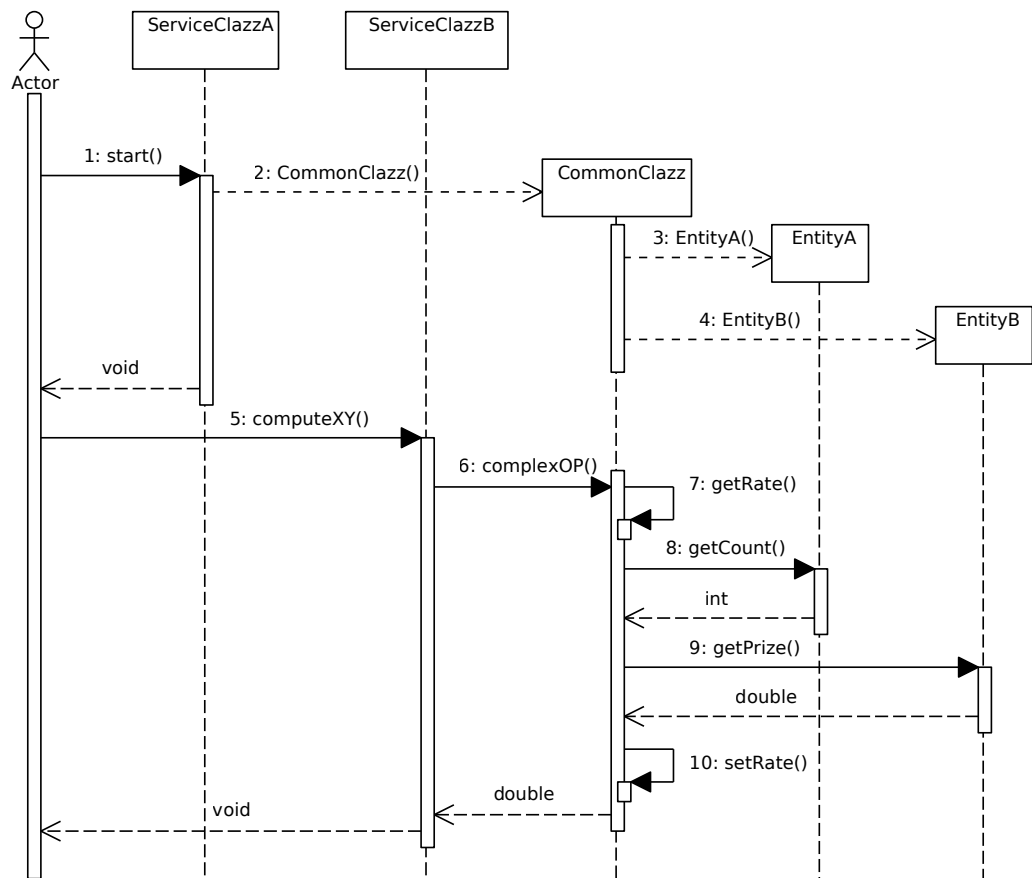 ServiceClazzA
ServiceClazzB
Actor
1: start()
2: CommonClazz()
CommonClazz
3: EntityA()
EntityA
4: EntityB()
EntityB
void
5: computeXY()
6: complexOP()
7: getRate()
8: getCount()
int
9: getPrize()
double
10: setRate()
double
void